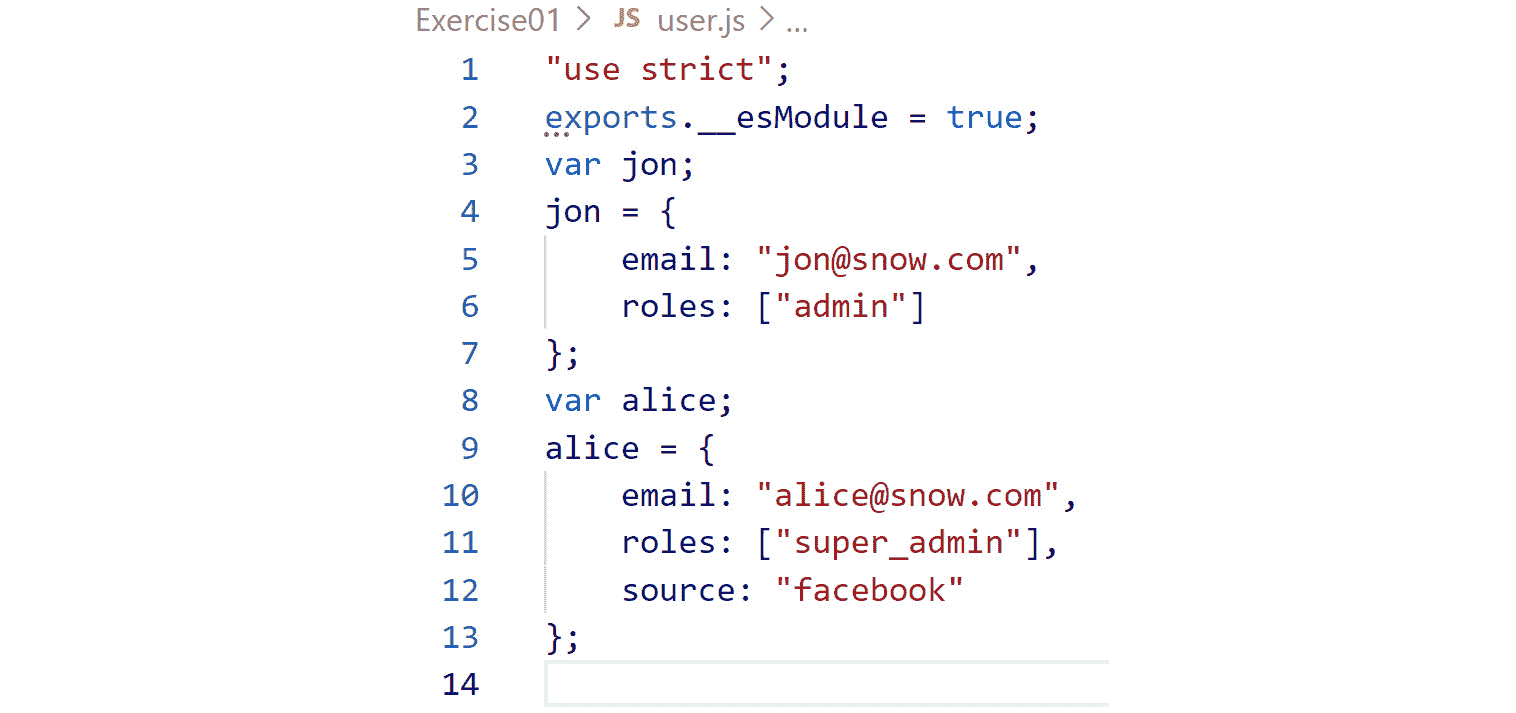 Exercise01 > JS user.js > ...
1 "use strict";
2 exports.__esModule = true;
3 var jon;
4 jon = {
5     email: "jon@snow.com",
6     roles: ["admin"]
7 };
8 var alice;
9 alice = {
10     email: "alice@snow.com",
11     roles: ["super_admin"],
12     source: "facebook"
13 };
14